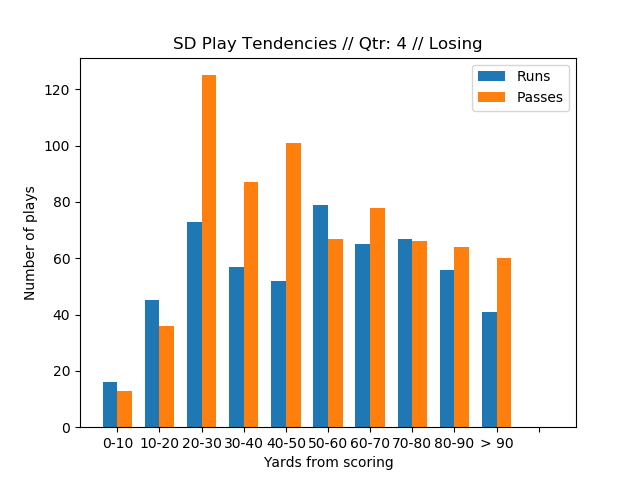 SD Play Tendencies // Qtr: 4 // Losing
Runs
Passes
120
100
80
60
40
20
0
Number of plays
0-10 10-20 20-30 30-40 40-50 50-60 60-70 70-80 80-90 > 90
Yards from scoring